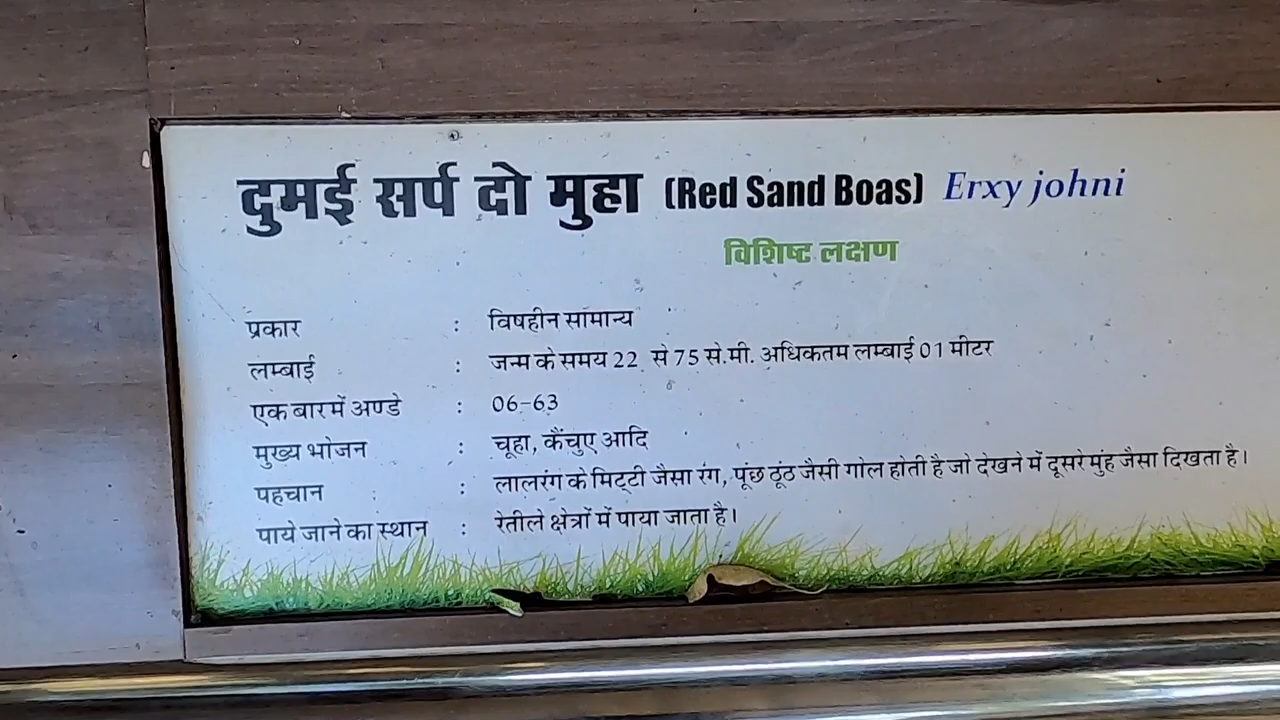 दुमई सर्प दो मुहा (Red Sand Boas) Erxy johni
विशिष्ट लक्षण
प्रकार : विषहीन सामान्य
लम्बाई : जन्म के समय 22 से 75 से.मी. अधिकतम लम्बाई 01 मीटर
एक बार में अण्डे : 06-63
मुख्य भोजन : चूहा, कैंचुए आदि
पहचान : लाल रंग के मिट्टी जैसा रंग, पूंछ ठूंठ जैसी गोल होती है जो देखने में दूसरे मुंह जैसा दिखता है।
पाये जाने का स्थान : रेतीले क्षेत्रों में पाया जाता है।